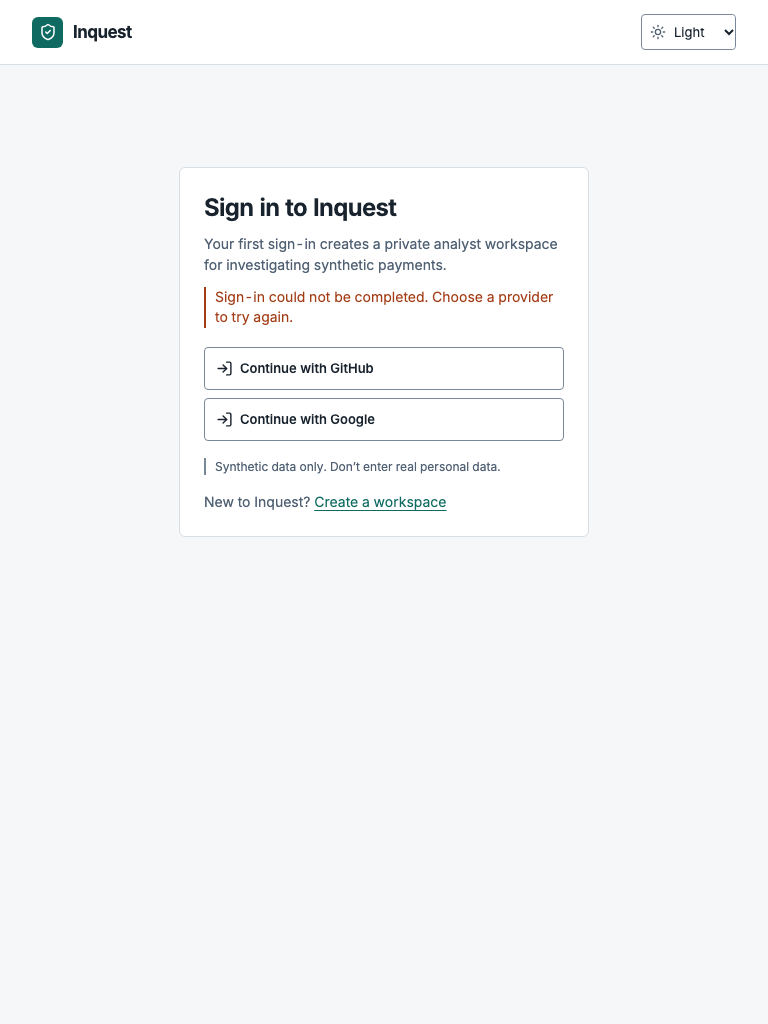 Inquest
Light
Sign in to Inquest
Your first sign-in creates a private analyst workspace
for investigating synthetic payments.
Sign-in could not be completed. Choose a provider
to try again.
Continue with GitHub
Continue with Google
Synthetic data only. Don’t enter real personal data.
New to Inquest? Create a workspace